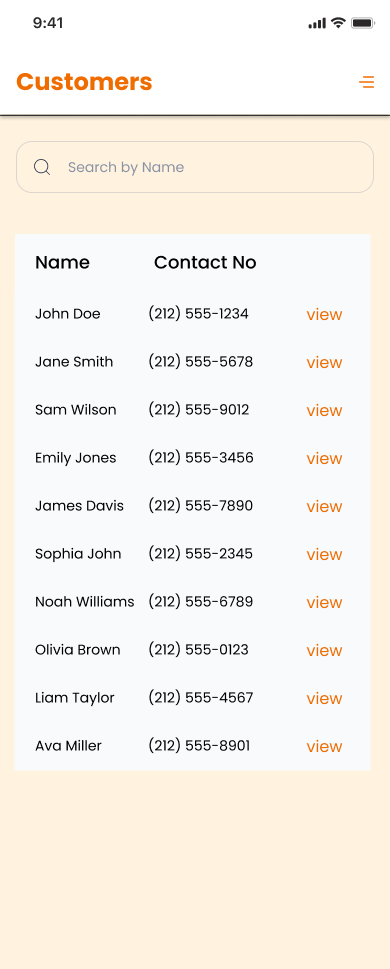 9:41
Customers
Search by Name
Name Contact No
John Doe (212) 555-1234 view
Jane Smith (212) 555-5678 view
Sam Wilson (212) 555-9012 view
Emily Jones (212) 555-3456 view
James Davis (212) 555-7890 view
Sophia John (212) 555-2345 view
Noah Williams (212) 555-6789 view
Olivia Brown (212) 555-0123 view
Liam Taylor (212) 555-4567 view
Ava Miller (212) 555-8901 view